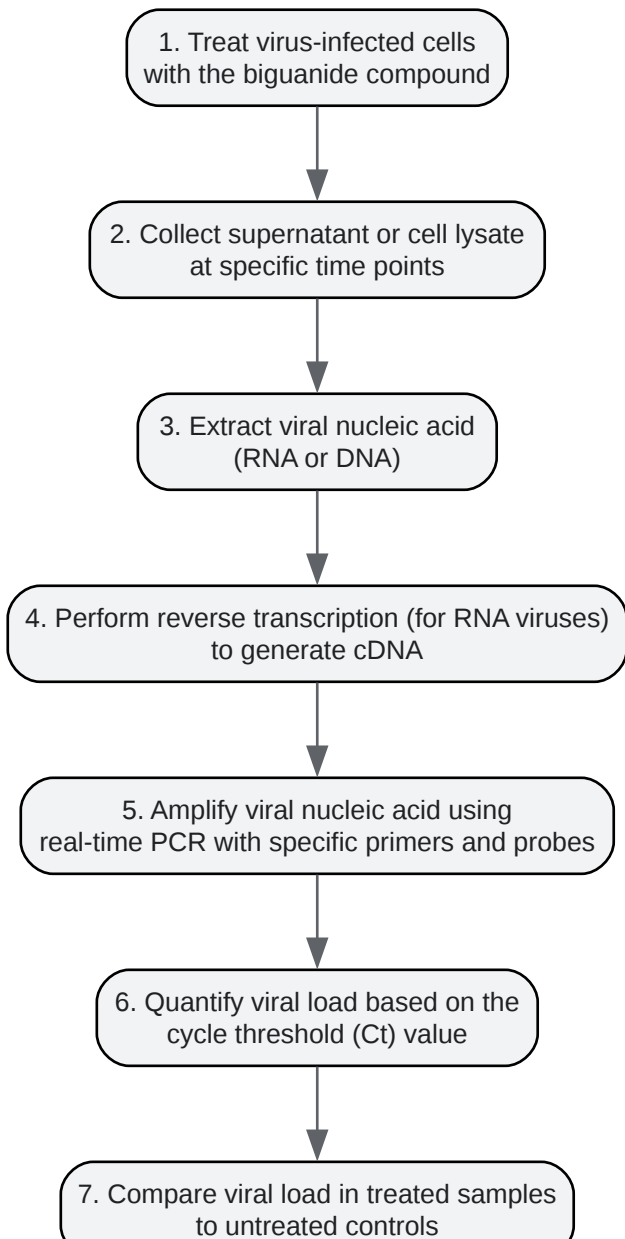 1. Treat virus-infected cells
with the biguanide compound
2. Collect supernatant or cell lysate
at specific time points
3. Extract viral nucleic acid
(RNA or DNA)
4. Perform reverse transcription (for RNA viruses)
to generate cDNA
5. Amplify viral nucleic acid using
real-time PCR with specific primers and probes
6. Quantify viral load based on the
cycle threshold (Ct) value
7. Compare viral load in treated samples
to untreated controls